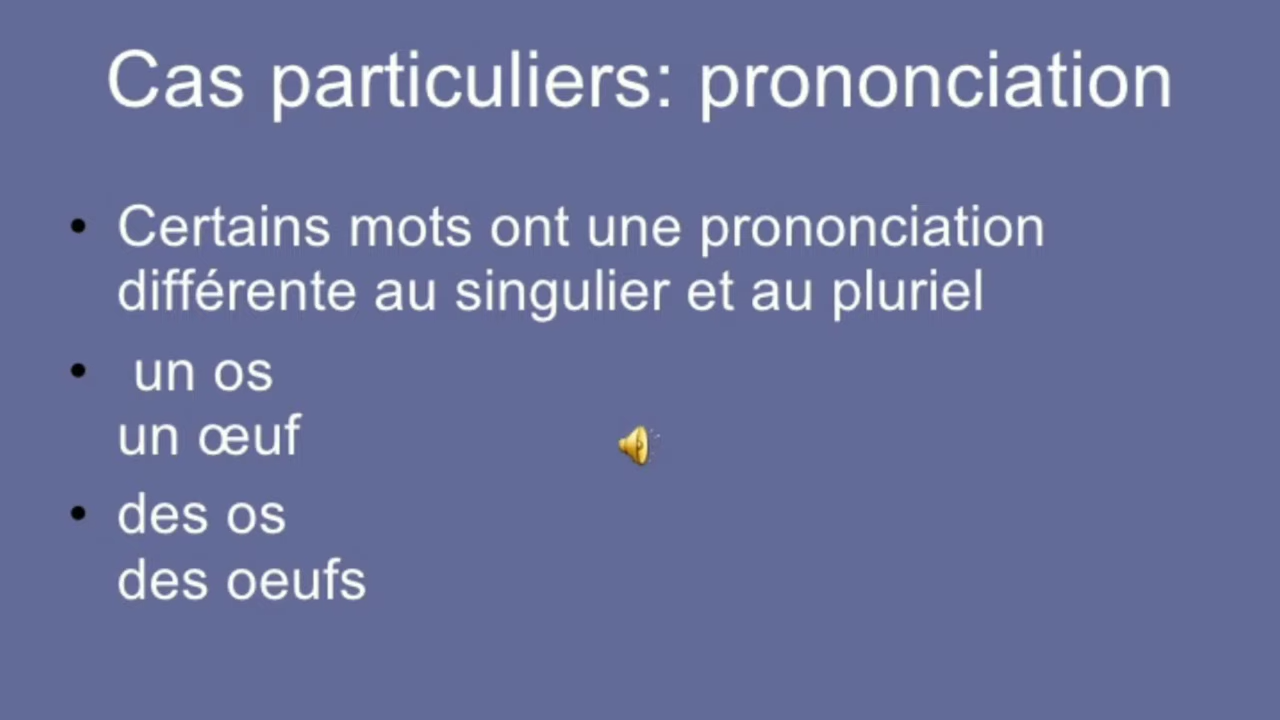 Cas particuliers: prononciation
• Certains mots ont une prononciation
différente au singulier et au pluriel
• un os
un œuf
• des os
des oeufs